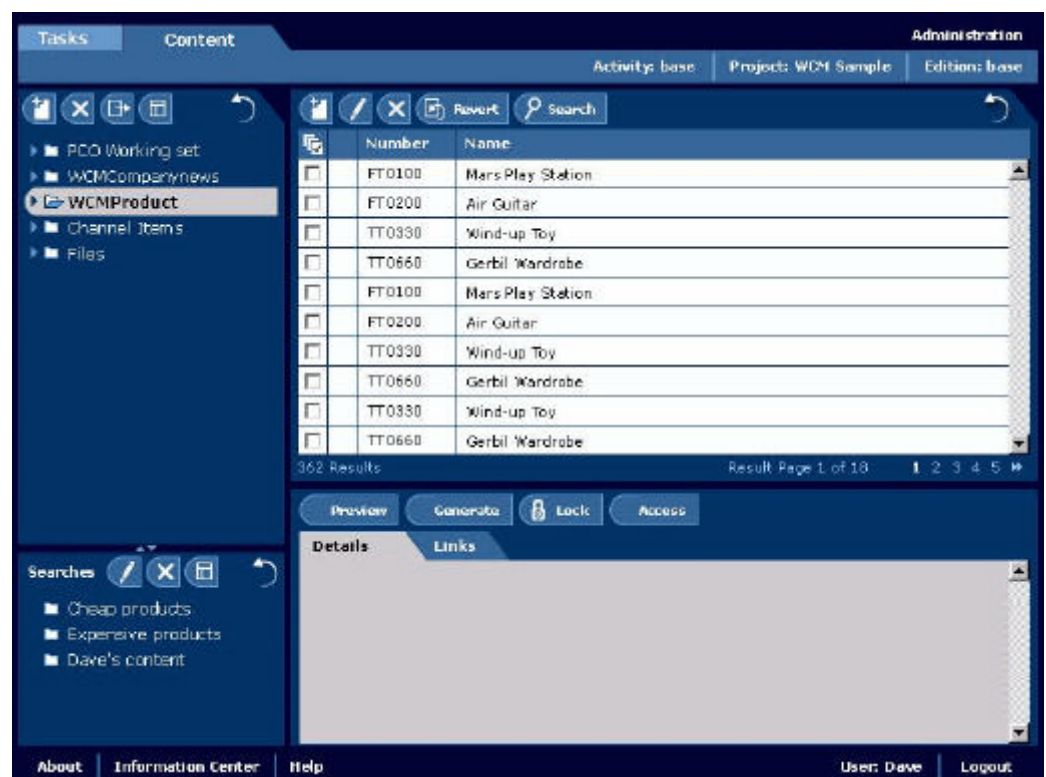 Tasks Content Administration
Activity: base Project: WCM Sample Edition: base
Revert Search
PCO Working set
WCMCompanynews
WCMProduct
Channel Items
Files
Number Name
FT0100 Mars Play Station
FT0200 Air Guitar
TT0330 Wind-up Toy
TT0660 Gerbil Wardrobe
FT0100 Mars Play Station
FT0200 Air Guitar
TT0330 Wind-up Toy
TT0660 Gerbil Wardrobe
TT0330 Wind-up Toy
TT0660 Gerbil Wardrobe
362 Results Result Page 1 of 18 1 2 3 4 5
Preview Generate Lock Access
Details Links
Searches
Cheap products
Expensive products
Dave's content
About Information Center Help User: Dave Logout